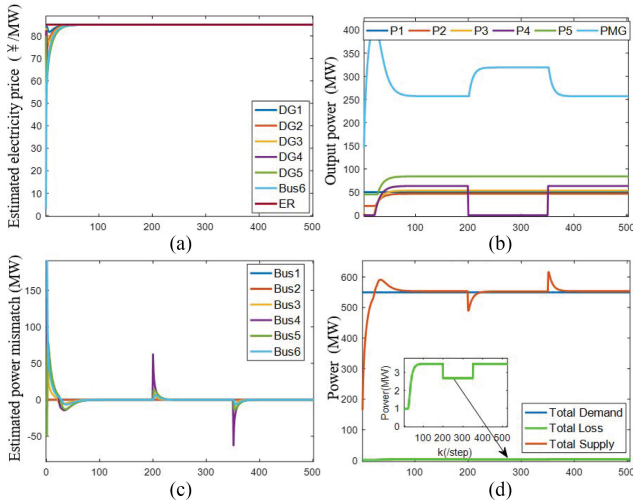 Estimated electricity price (¥/MW)
80
70
60
50
40
30
20
10
0
DG1
DG2
DG3
DG4
DG5
Bus6
ER
0 100 200 300 400 500
(a)
Output power (MW)
P1 P2 P3 P4 P5 PMG
400
350
300
250
200
150
100
50
0
100 200 300 400 500
(b)
Estimated power mismatch (MW)
150
100
50
0
-50
Bus1
Bus2
Bus3
Bus4
Bus5
Bus6
0 100 200 300 400 500
(c)
Power (MW)
600
500
400
300
200
100
0
Power(MW)
3
2
1
0
100 200 300 400 500
k(/step)
Total Demand
Total Loss
Total Supply
100 200 300 400 500
(d)